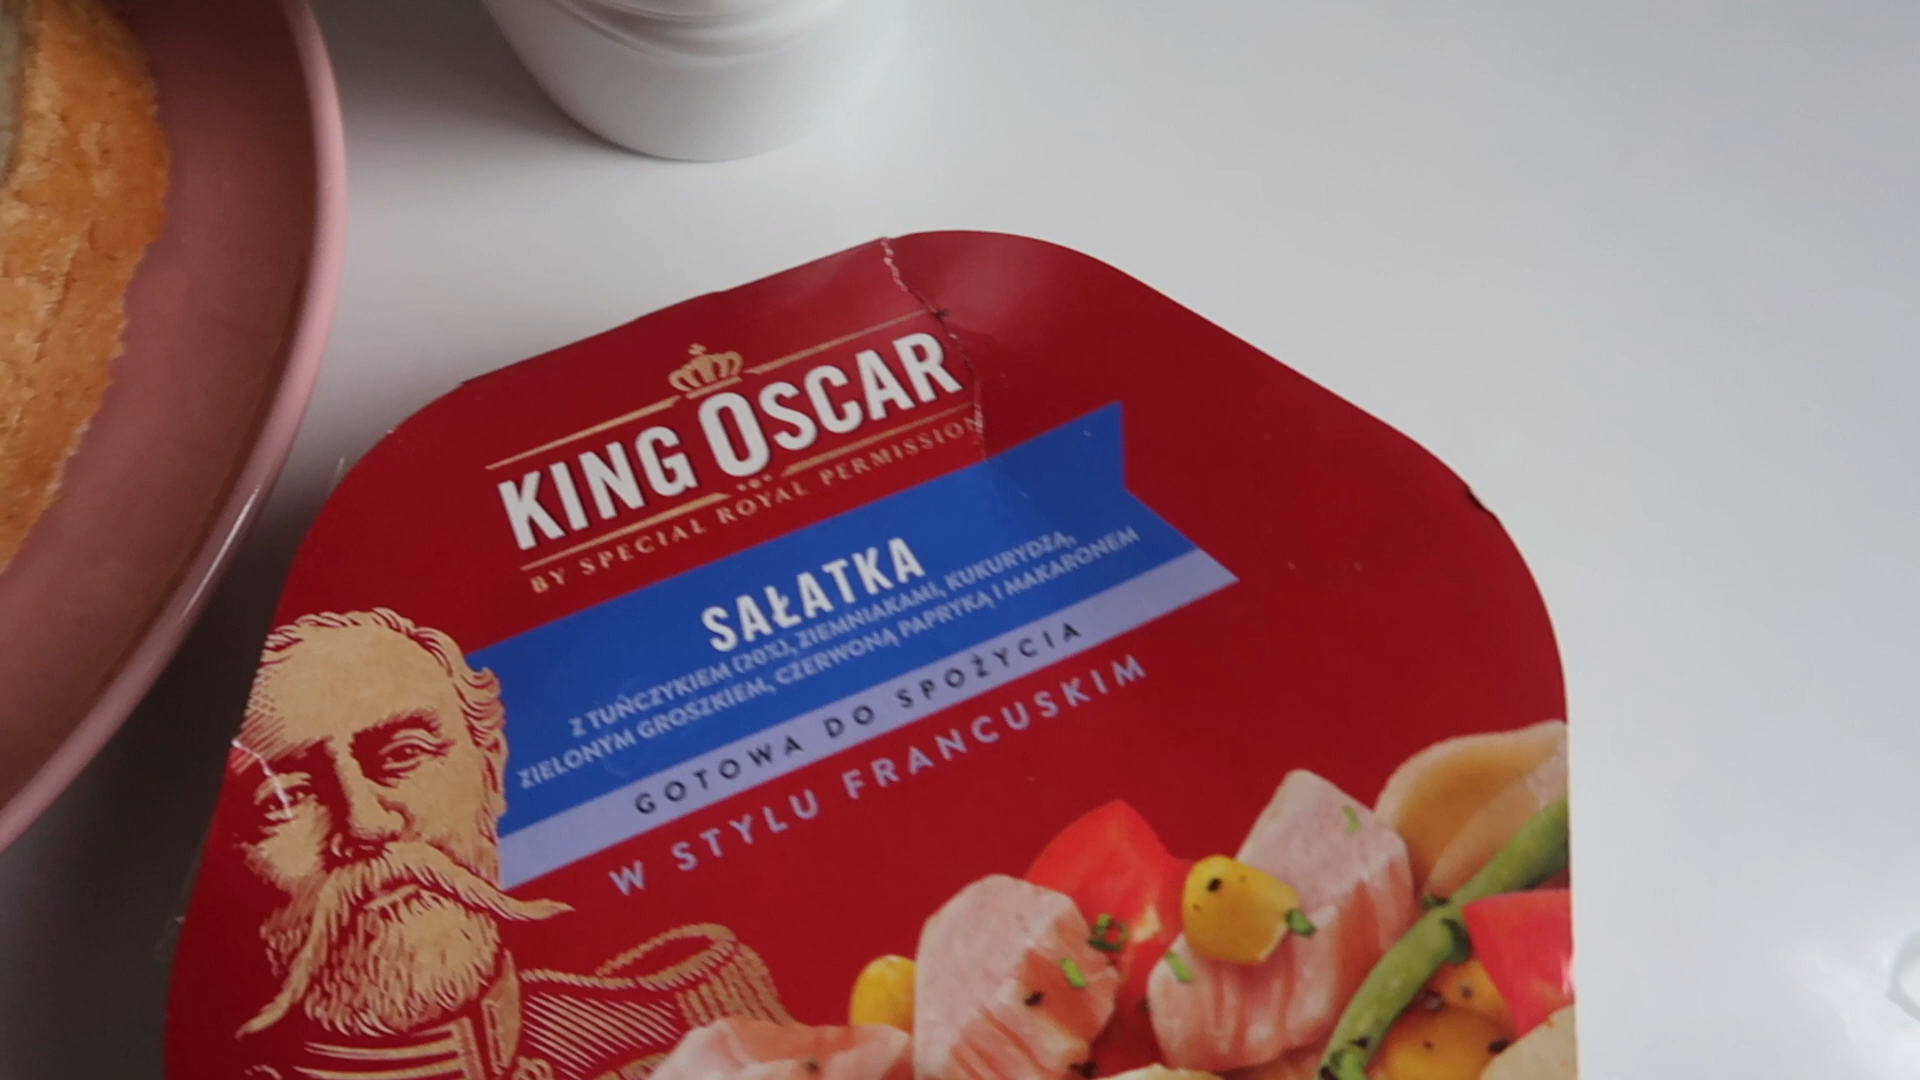 KING OSCAR
BY SPECIAL ROYAL PERMISSION
SAŁATKA
Z TUŃCZYKIEM (20%), ZIEMNIAKAMI, KUKURYDZĄ,
ZIELONYM GROSZKIEM, CZERWONĄ PAPRYKĄ I MAKARONEM
GOTOWA DO SPOŻYCIA
W STYLU FRANCUSKIM